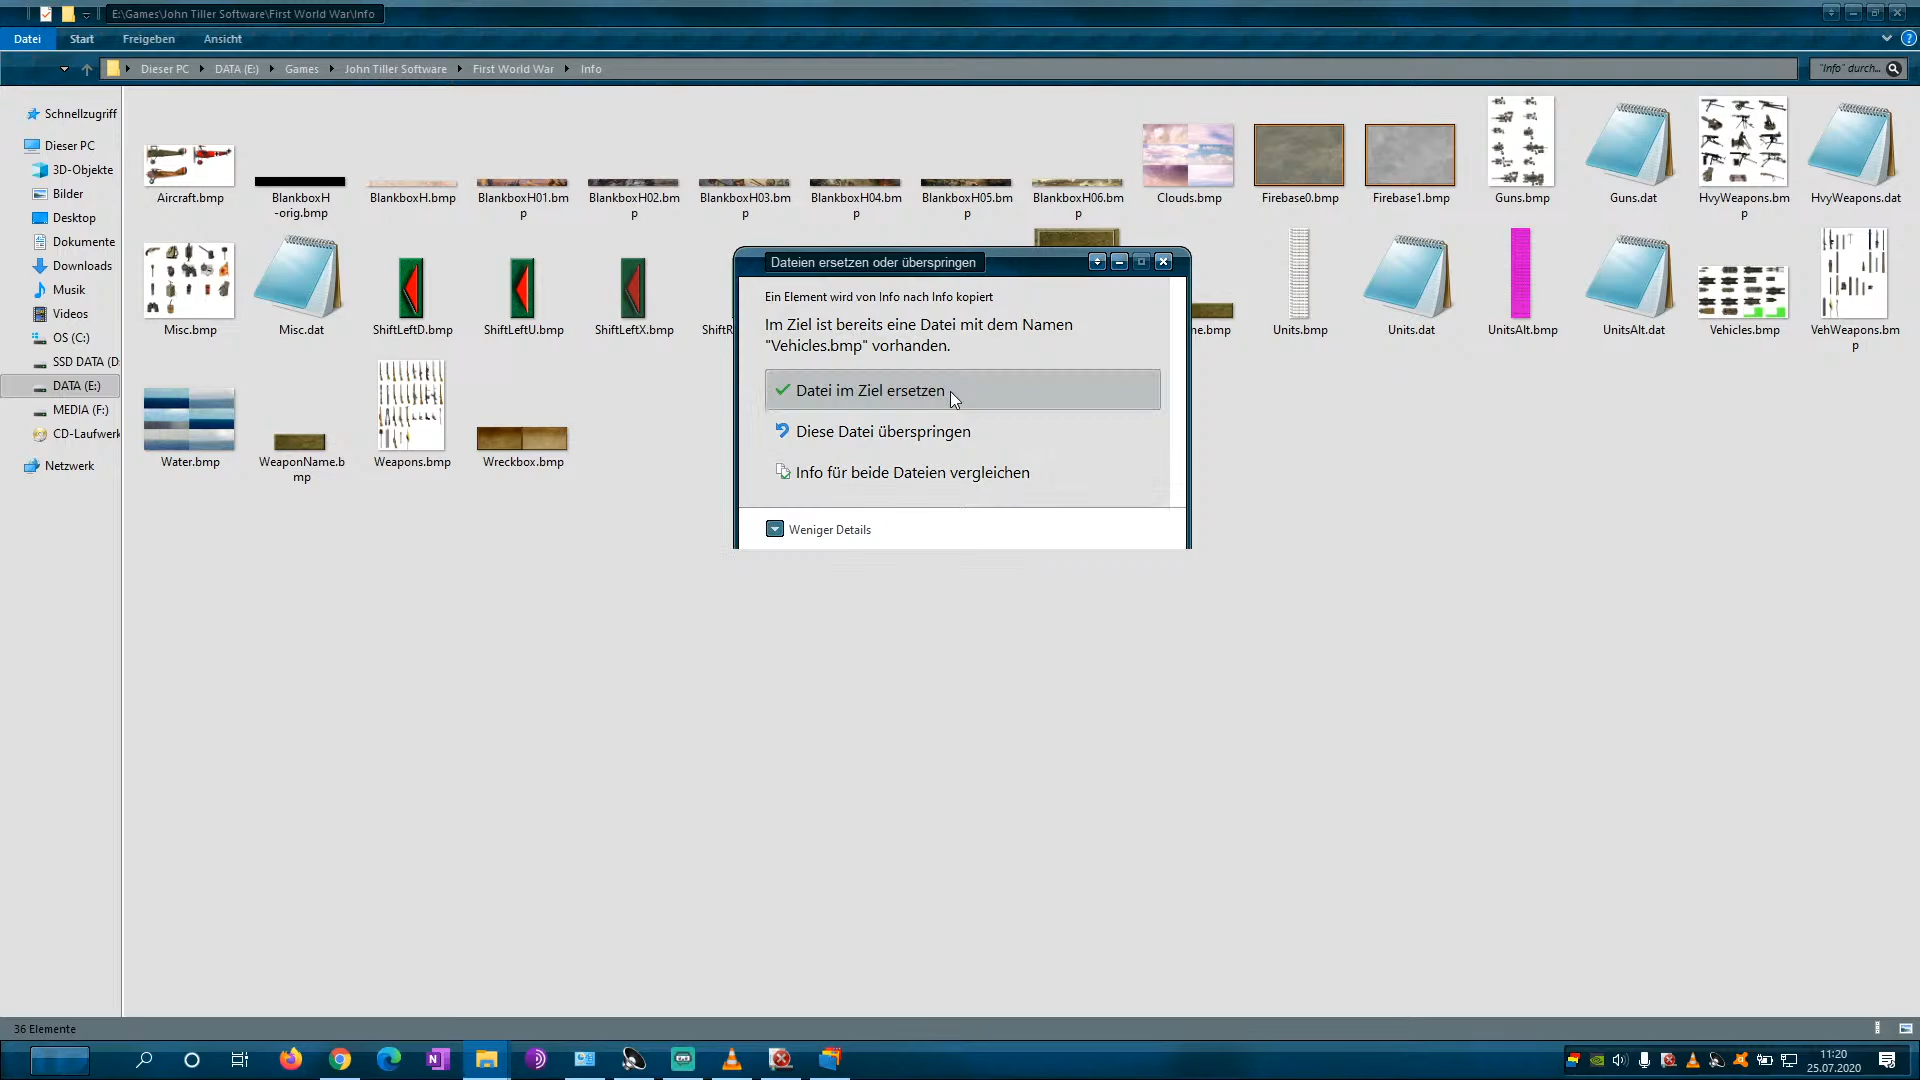 E:\Games\John Tiller Software\First World War\Info
Datei Start Freigeben Ansicht
Dieser PC DATA (E:) Games John Tiller Software First World War Info
"Info" durch...
Schnellzugriff
Dieser PC
3D-Objekte
Bilder
Desktop
Dokumente
Downloads
Musik
Videos
OS (C:)
SSD DATA (D:
DATA (E:)
MEDIA (F:)
CD-Laufwerk
Netzwerk
Aircraft.bmp
BlankboxH
-orig.bmp
BlankboxH.bmp
BlankboxH01.bm
p
BlankboxH02.bm
p
BlankboxH03.bm
p
BlankboxH04.bm
p
BlankboxH05.bm
p
BlankboxH06.bm
p
Clouds.bmp
Firebase0.bmp
Firebase1.bmp
Guns.bmp
Guns.dat
HvyWeapons.bm
p
HvyWeapons.dat
Misc.bmp
Misc.dat
ShiftLeftD.bmp
ShiftLeftU.bmp
ShiftLeftX.bmp
ShiftR
ne.bmp
Units.bmp
Units.dat
UnitsAlt.bmp
UnitsAlt.dat
Vehicles.bmp
VehWeapons.bm
p
Water.bmp
WeaponName.b
mp
Weapons.bmp
Wreckbox.bmp
Dateien ersetzen oder überspringen
Ein Element wird von Info nach Info kopiert
Im Ziel ist bereits eine Datei mit dem Namen
"Vehicles.bmp" vorhanden.
Datei im Ziel ersetzen
Diese Datei überspringen
Info für beide Dateien vergleichen
Weniger Details
36 Elemente
11:20
25.07.2020